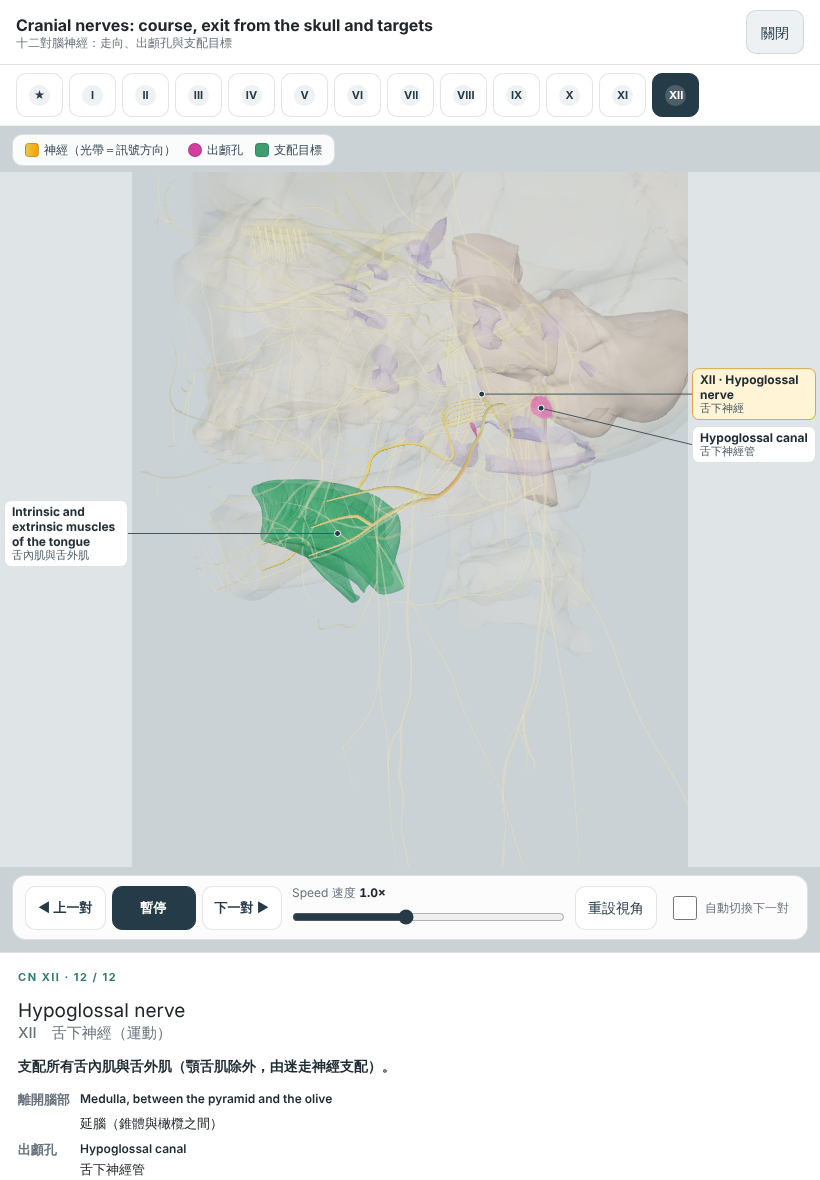 Cranial nerves: course, exit from the skull and targets
十二對腦神經：走向、出顱孔與支配目標
關閉
★ I II III IV V VI VII VIII IX X XI XII
神經（光帶＝訊號方向） 出顱孔 支配目標
XII · Hypoglossal
nerve
舌下神經
Hypoglossal canal
舌下神經管
Intrinsic and
extrinsic muscles
of the tongue
舌內肌與舌外肌
◀ 上一對 暫停 下一對 ▶ Speed 速度 1.0× 重設視角 自動切換下一對
CN XII · 12 / 12
Hypoglossal nerve
XII 舌下神經（運動）
支配所有舌內肌與舌外肌（顎舌肌除外，由迷走神經支配）。
離開腦部 Medulla, between the pyramid and the olive
延腦（錐體與橄欖之間）
出顱孔 Hypoglossal canal
舌下神經管